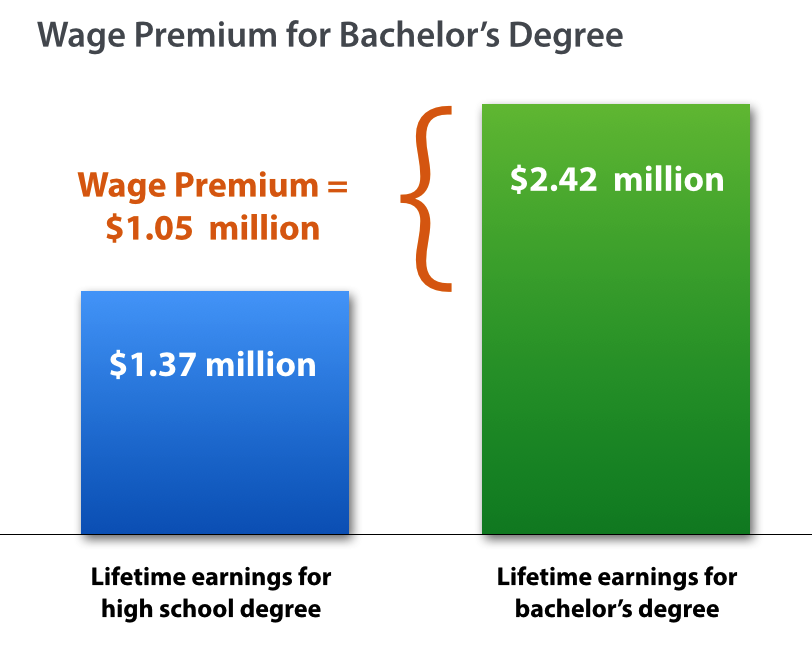 Wage Premium for Bachelor’s Degree
Wage Premium =
$1.05 million
$2.42 million
$1.37 million
Lifetime earnings for
high school degree
Lifetime earnings for
bachelor’s degree